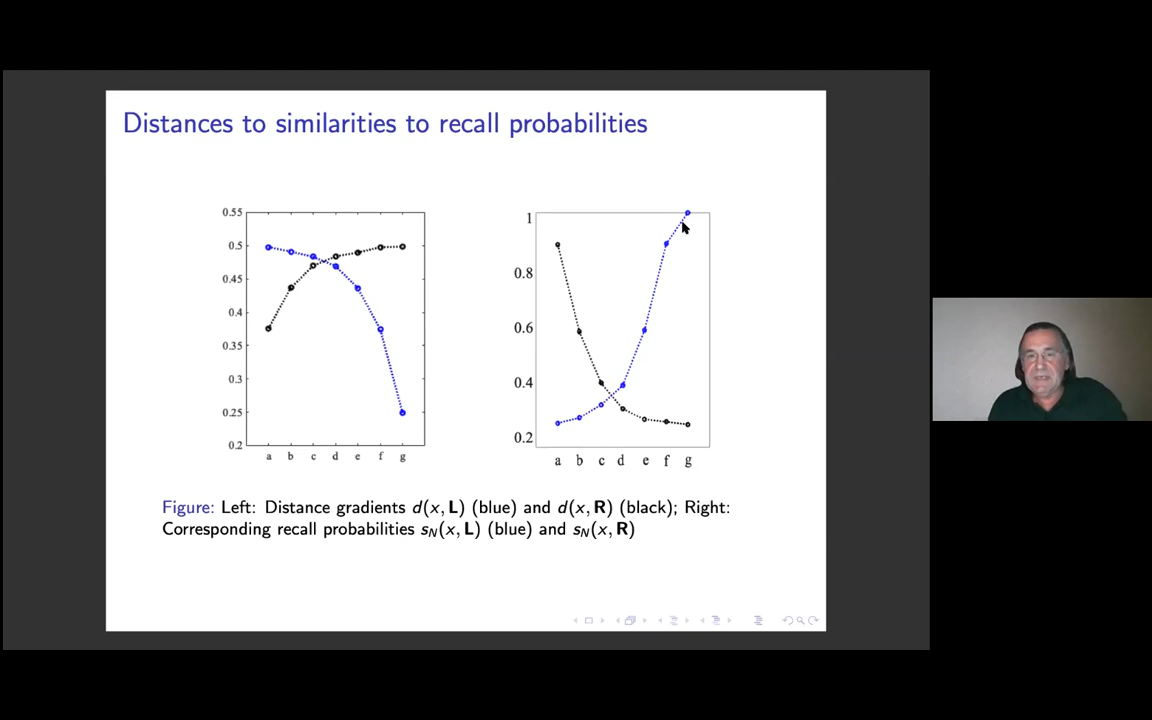 Distances to similarities to recall probabilities
0.55
0.5
0.45
0.4
0.35
0.3
0.25
0.2
a b c d e f g
1
0.8
0.6
0.4
0.2
a b c d e f g
Figure: Left: Distance gradients d(x, L) (blue) and d(x, R) (black); Right:
Corresponding recall probabilities s_N(x, L) (blue) and s_N(x, R)